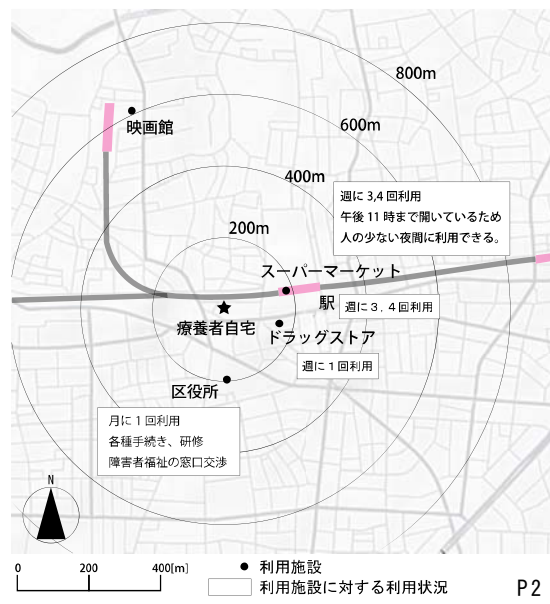 800m
映画館
600m
400m
週に3,4回利用
午後11時まで開いているため
人の少ない夜間に利用できる。
200m
スーパーマーケット
駅
週に３，４回利用
療養者自宅
ドラッグストア
週に１回利用
区役所
月に１回利用
各種手続き、研修
障害者福祉の窓口交渉
N
0 200 400[m]
利用施設
利用施設に対する利用状況
P2